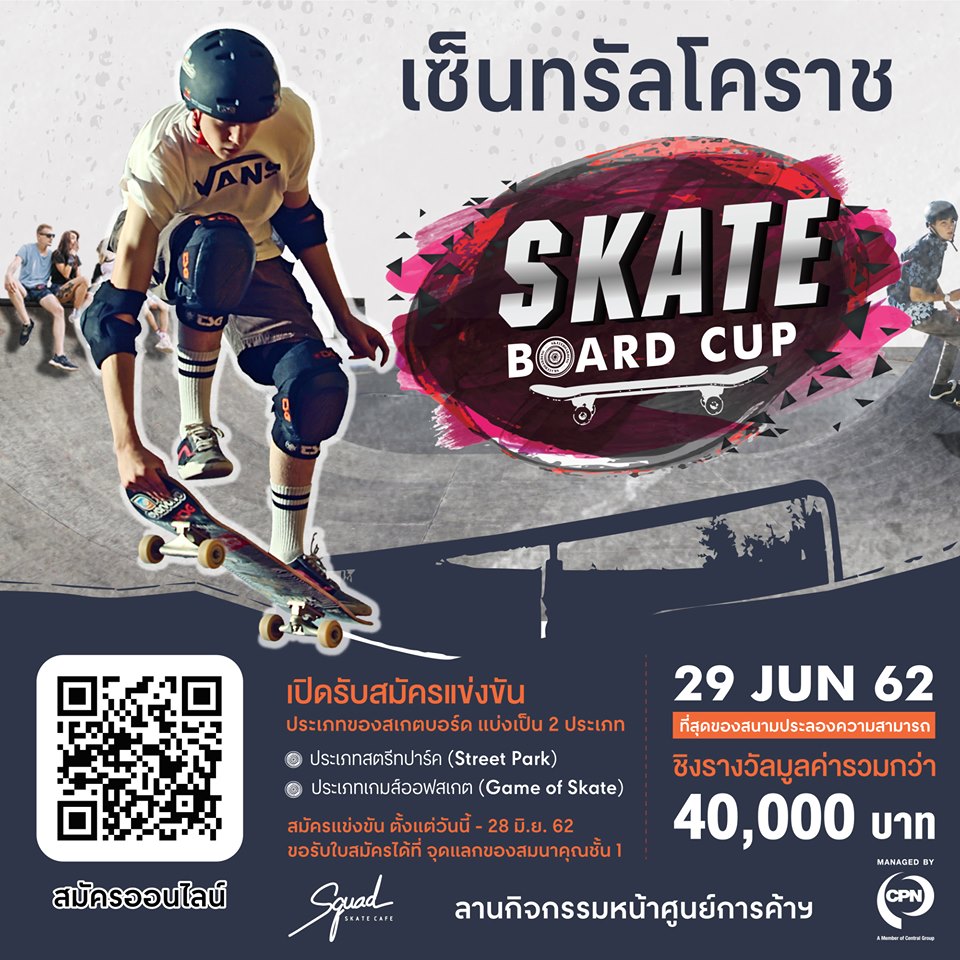 เซ็นทรัลโคราช
SKATE
BOARD CUP
VANS
เปิดรับสมัครแข่งขัน
ประเภทของสเกตบอร์ด แบ่งเป็น 2 ประเภท
ประเภทสตรีทปาร์ค (Street Park)
ประเภทเกมส์ออฟสเกต (Game of Skate)
สมัครแข่งขัน ตั้งแต่วันนี้ - 28 มิ.ย. 62
ขอรับใบสมัครได้ที่ จุดแลกของสมนาคุณชั้น 1
29 JUN 62
ที่สุดของสนามประลองความสามารถ
ชิงรางวัลมูลค่ารวมกว่า
40,000 บาท
สมัครออนไลน์
Squad
SKATE CAFE
ลานกิจกรรมหน้าศูนย์การค้าฯ
MANAGED BY
CPN
A Member of Central Group